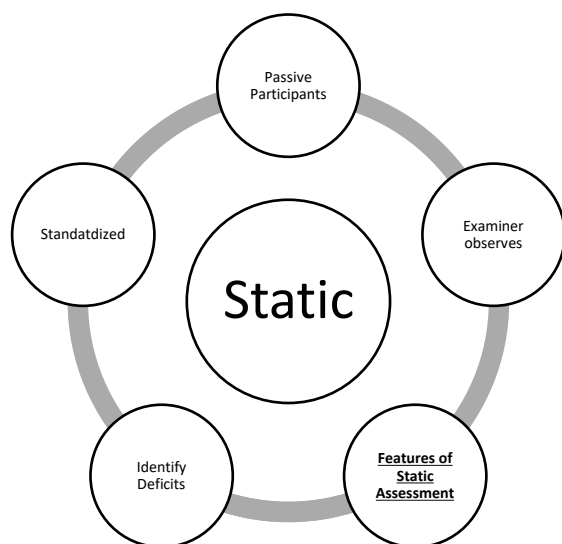 Passive
Participants
Standatdized
Examiner
observes
Static
Identify
Deficits
Features of
Static
Assessment